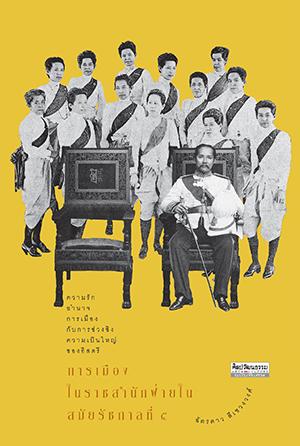 ความรัก
อำนาจ
การเมือง
กับการช่วงชิง
ความเป็นใหญ่
ของอิสตรี
การเมือง
ในราชสำนักฝ่ายใน
สมัยรัชกาลที่ ๕
ศิลปวัฒนธรรม